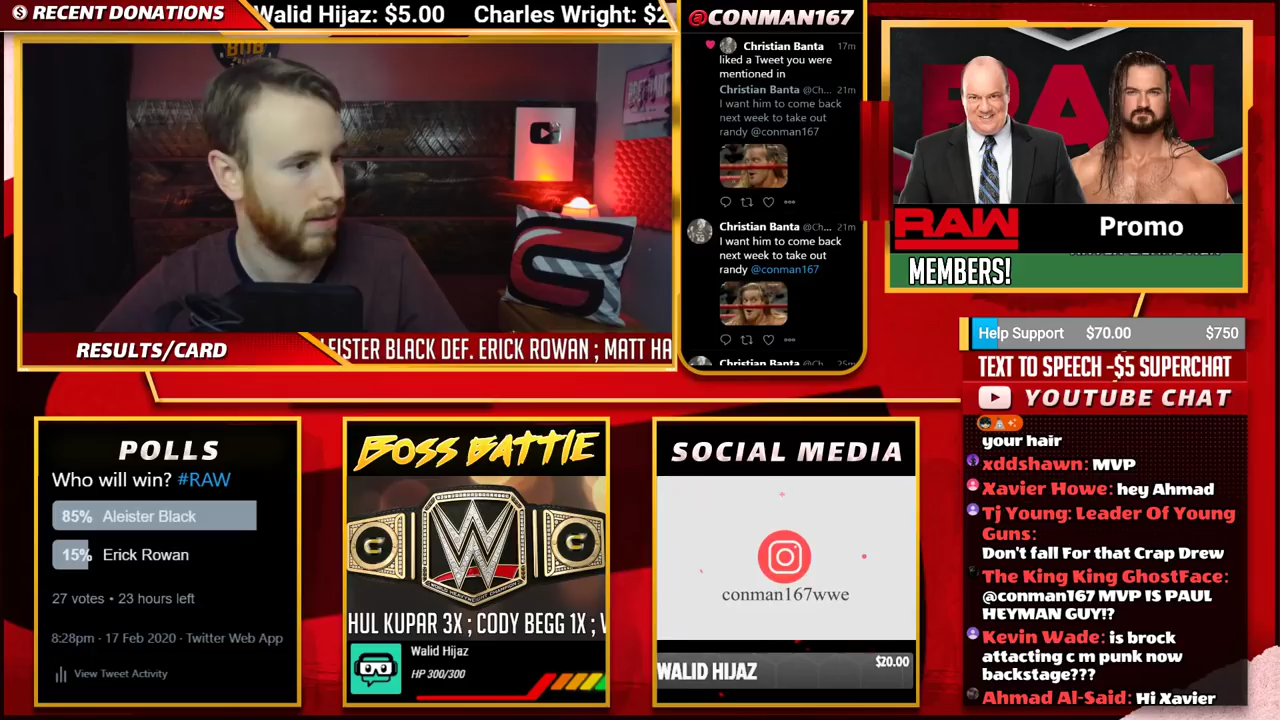 RECENT DONATIONS
Walid Hijaz: $5.00 Charles Wright: $2
@CONMAN167
Christian Banta 17m
liked a Tweet you were
mentioned in
Christian Banta @Ch... 21m
I want him to come back
next week to take out
randy @conman167
Christian Banta @Ch... 21m
I want him to come back
next week to take out
randy @conman167
Christian Banta @Ch... 25m
RAW
RAW
Promo
MEMBERS!
RESULTS/CARD
LEISTER BLACK DEF. ERICK ROWAN ; MATT HA
Help Support $70.00 $750
TEXT TO SPEECH -$5 SUPERCHAT
YOUTUBE CHAT
your hair
xddshawn: MVP
Xavier Howe: hey Ahmad
Tj Young: Leader Of Young
Guns:
Don't fall For that Crap Drew
The King King GhostFace:
@conman167 MVP IS PAUL
HEYMAN GUY!?
Kevin Wade: is brock
attacting c m punk now
backstage???
Ahmad Al-Said: Hi Xavier
POLLS
Who will win? #RAW
85% Aleister Black
15% Erick Rowan
27 votes • 23 hours left
8:28pm · 17 Feb 2020 · Twitter Web App
View Tweet Activity
BOSS BATTLE
HUL KUPAR 3X ; CODY BEGG 1X ;
Walid Hijaz
HP 300/300
SOCIAL MEDIA
conman167wwe
WALID HIJAZ $20.00